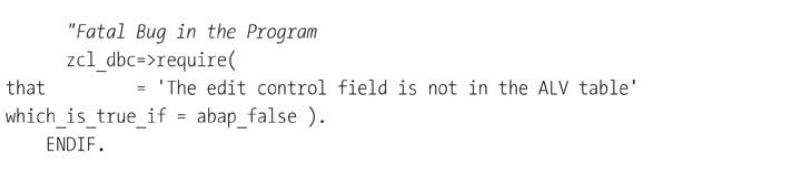 "Fatal Bug in the Program
zcl_dbc=>require(
that = 'The edit control field is not in the ALV table'
which_is_true_if = abap_false ).
ENDIF.